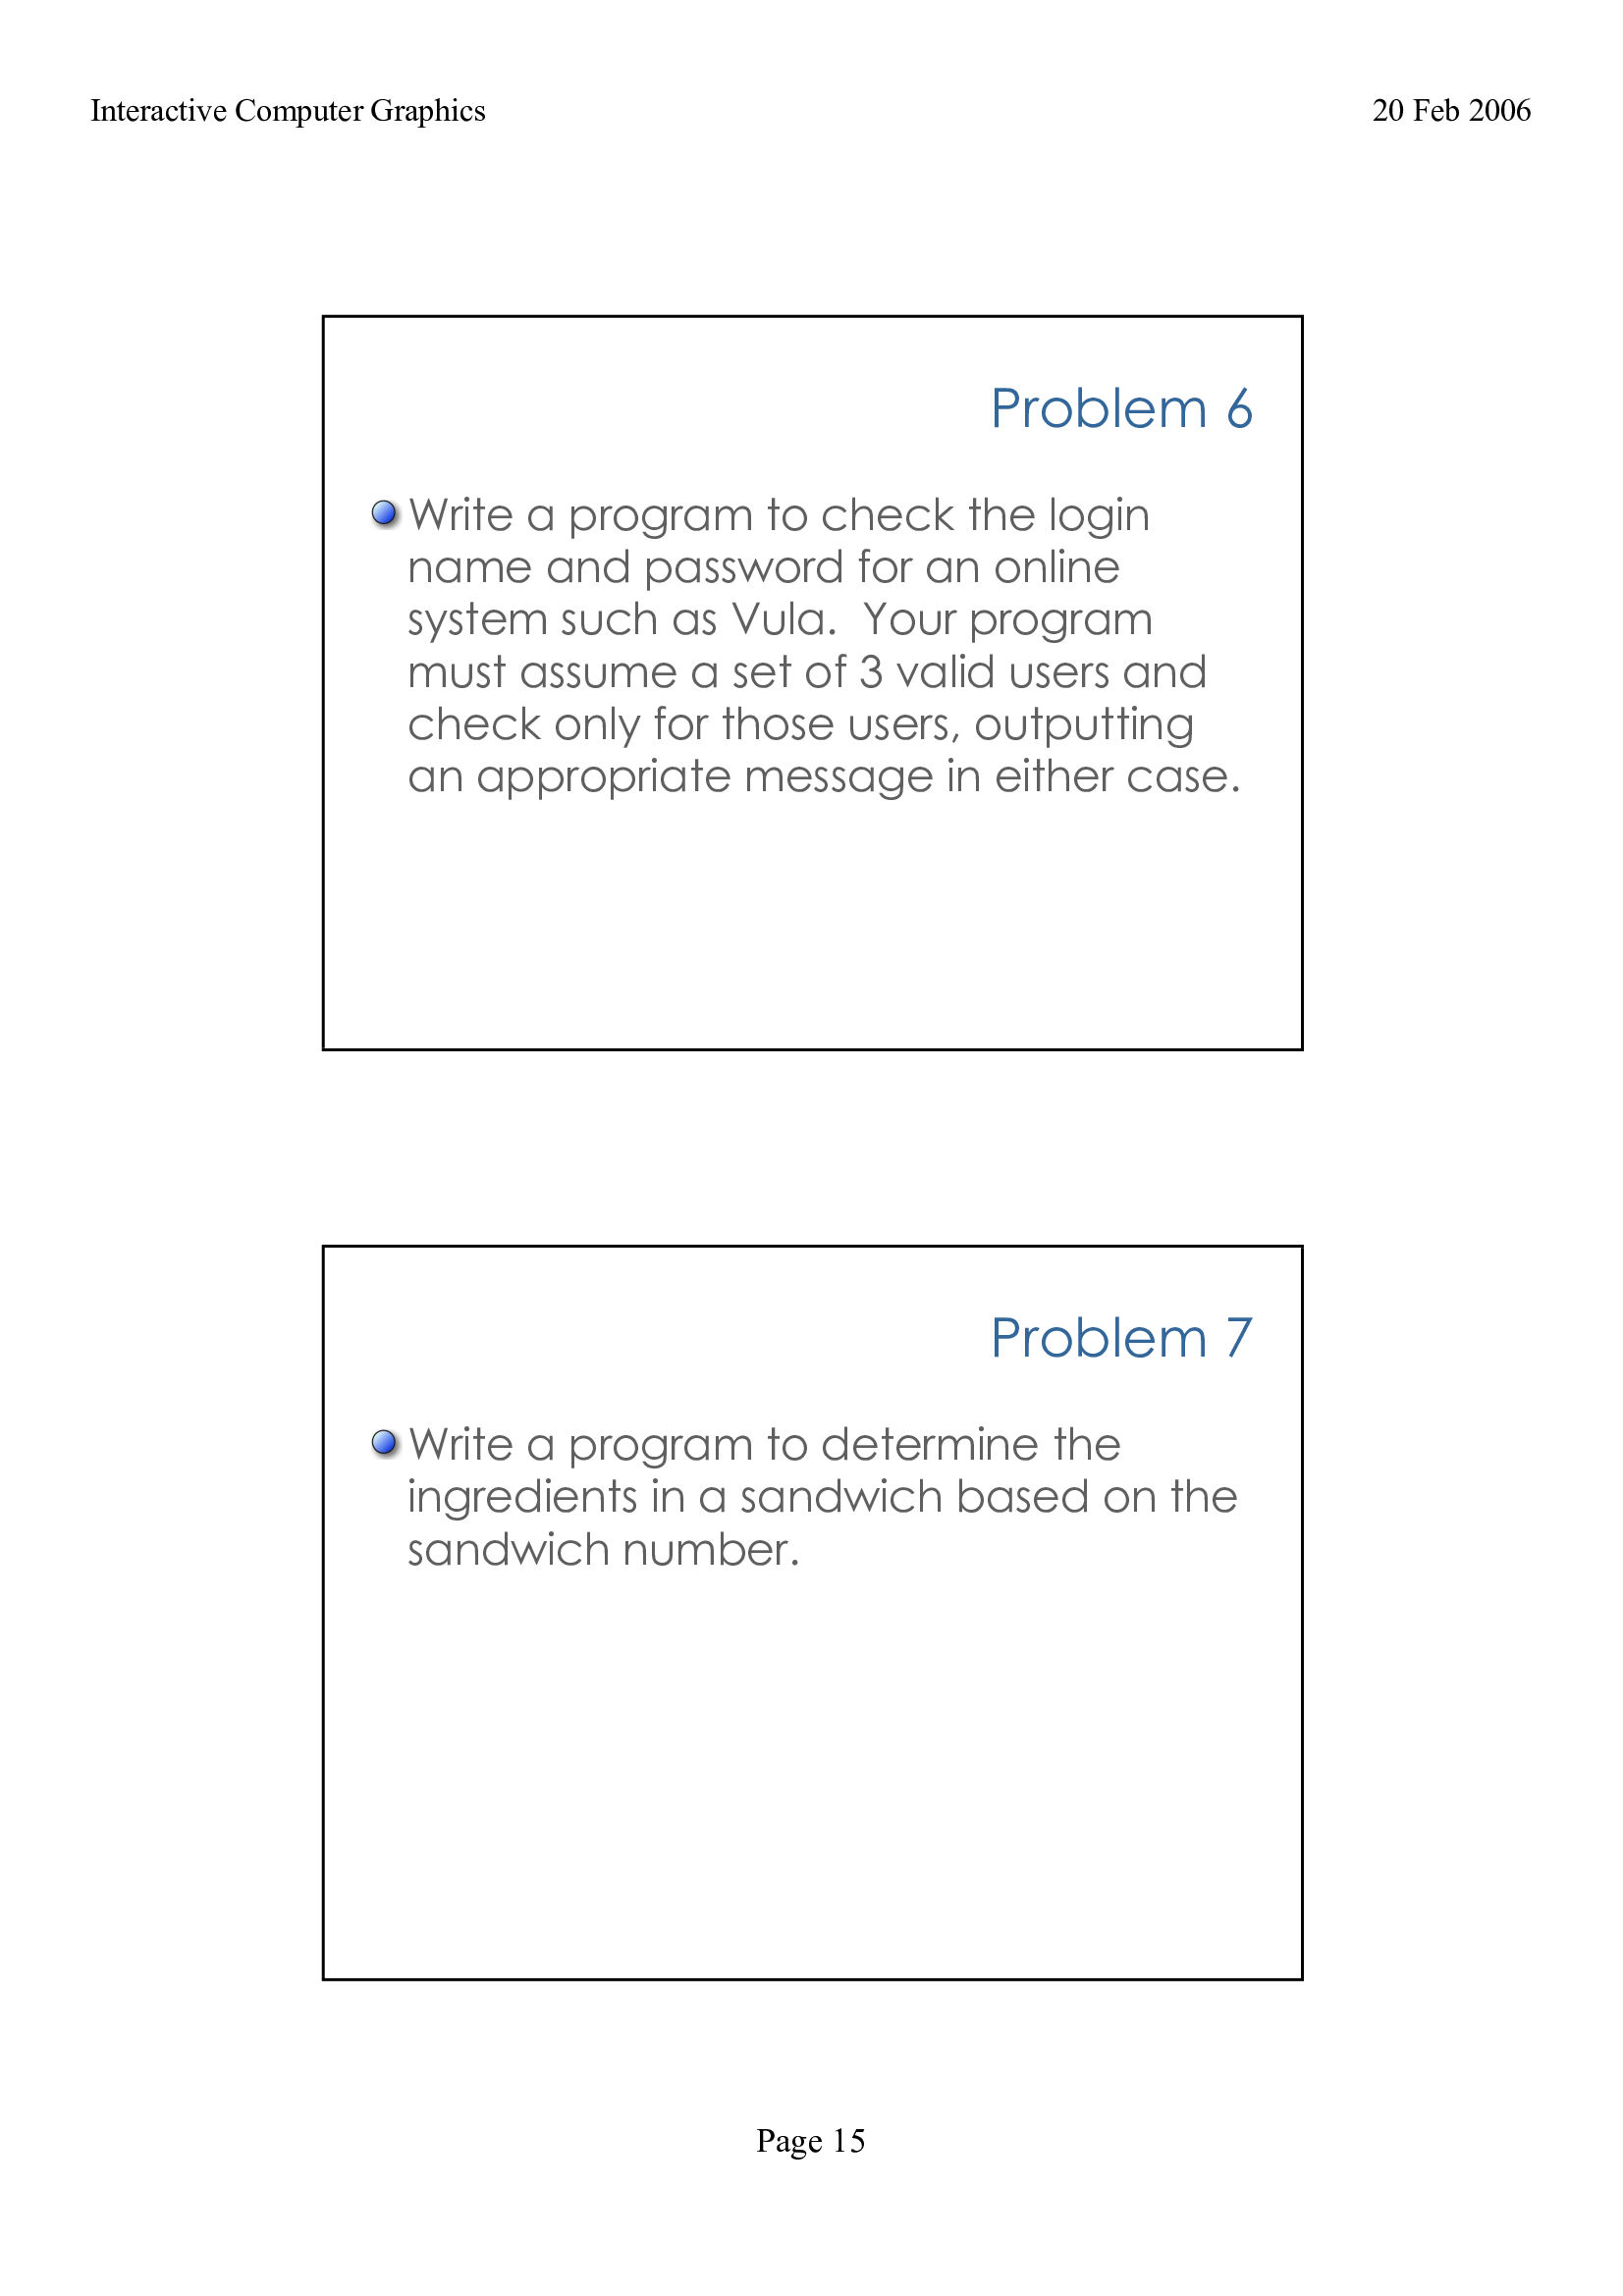 Interactive Computer Graphics 20 Feb 2006
Problem 6
Write a program to check the login
name and password for an online
system such as Vula.  Your program
must assume a set of 3 valid users and
check only for those users, outputting
an appropriate message in either case.
Problem 7
Write a program to determine the
ingredients in a sandwich based on the
sandwich number.
Page 15